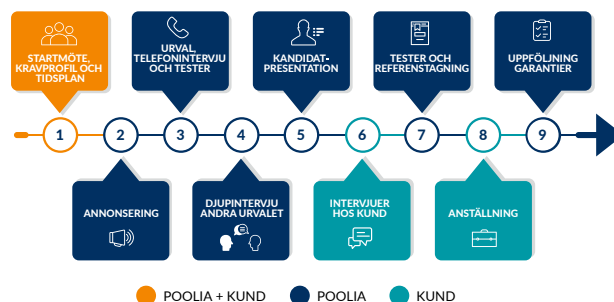 STARTMÖTE,
KRAVPROFIL OCH
TIDSPLAN
URVAL,
TELEFONINTERVJU
OCH TESTER
KANDIDAT-
PRESENTATION
TESTER OCH
REFERENSTAGNING
UPPFÖLJNING
GARANTIER
1 2 3 4 5 6 7 8 9
ANNONSERING
DJUPINTERVJU
ANDRA URVALET
INTERVJUER
HOS KUND
ANSTÄLLNING
POOLIA + KUND POOLIA KUND